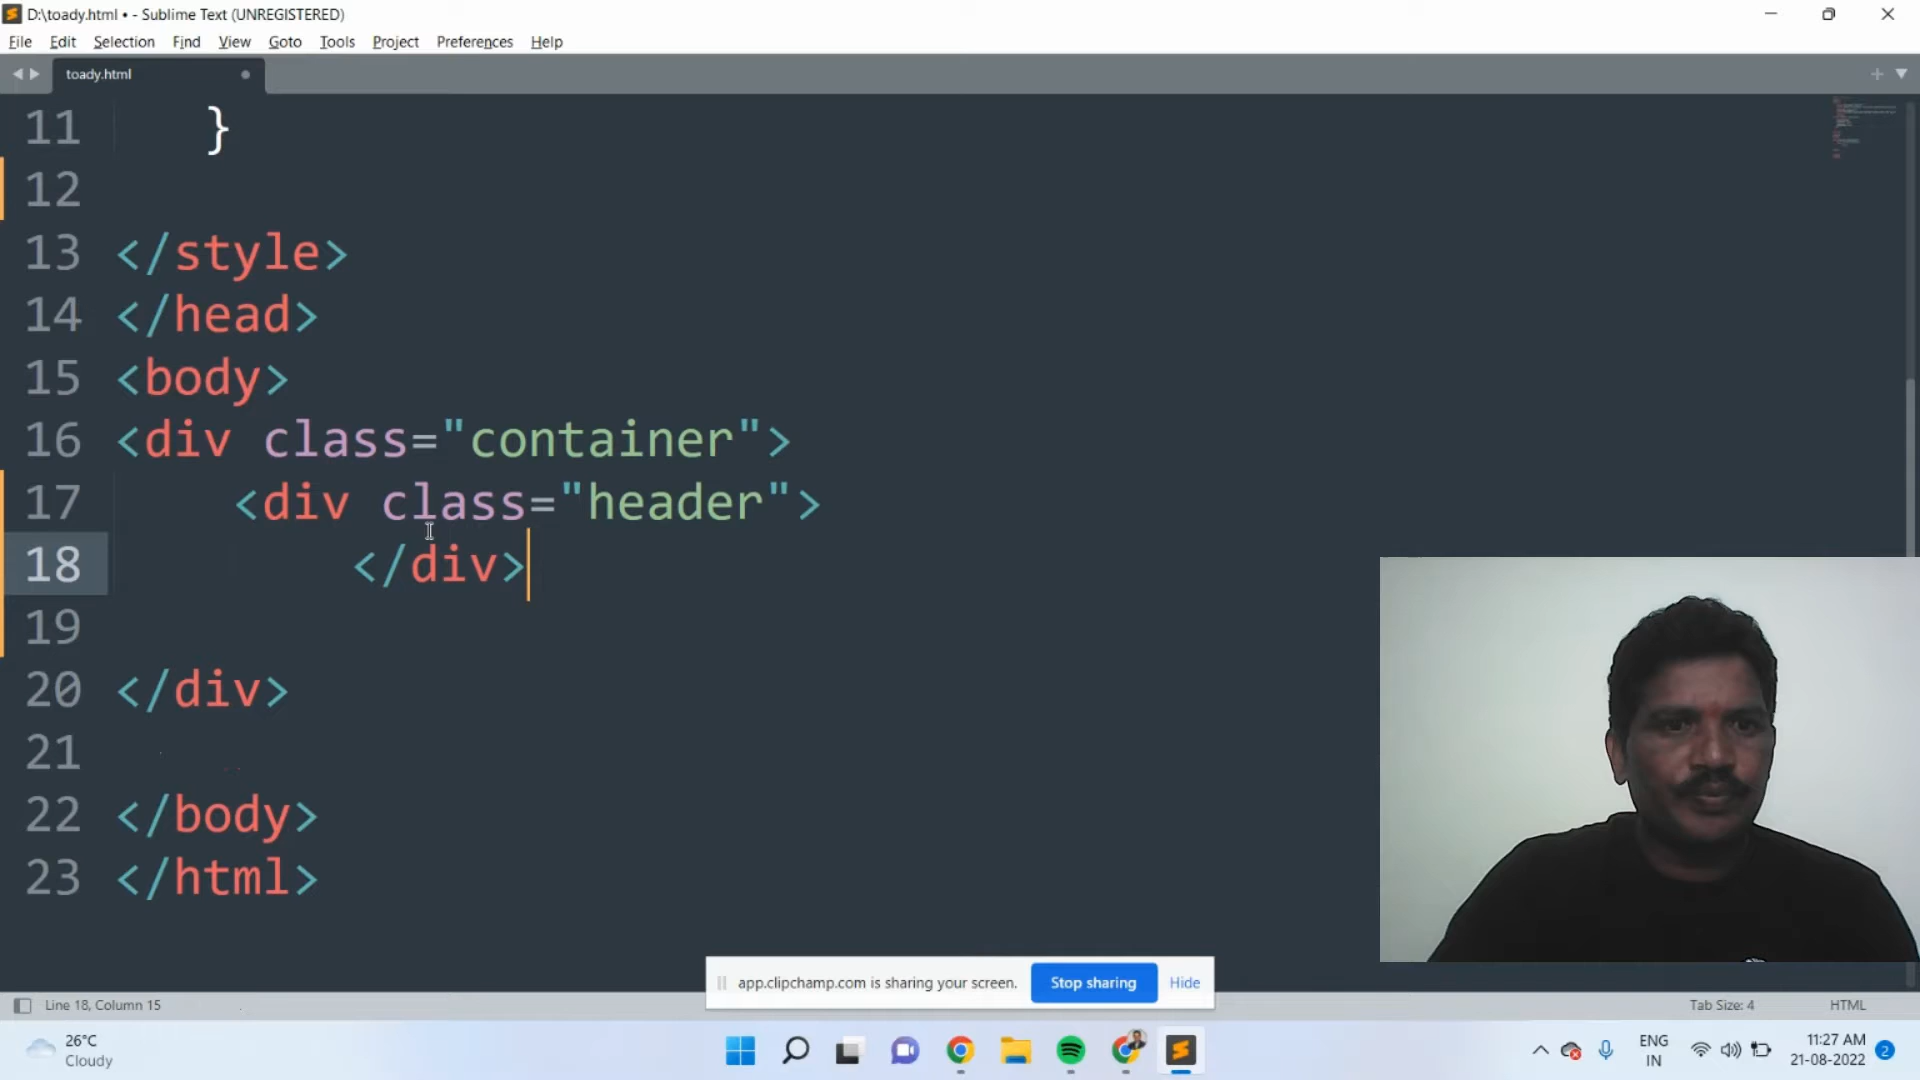 D:\toady.html • - Sublime Text (UNREGISTERED)
File Edit Selection Find View Goto Tools Project Preferences Help
toady.html
11 }
12
13 </style>
14 </head>
15 <body>
16 <div class="container">
17 <div class="header">
18 </div>
19
20 </div>
21
22 </body>
23 </html>
app.clipchamp.com is sharing your screen. Stop sharing Hide
Line 18, Column 15 Tab Size: 4 HTML
26°C
Cloudy
ENG
IN
11:27 AM
21-08-2022
2